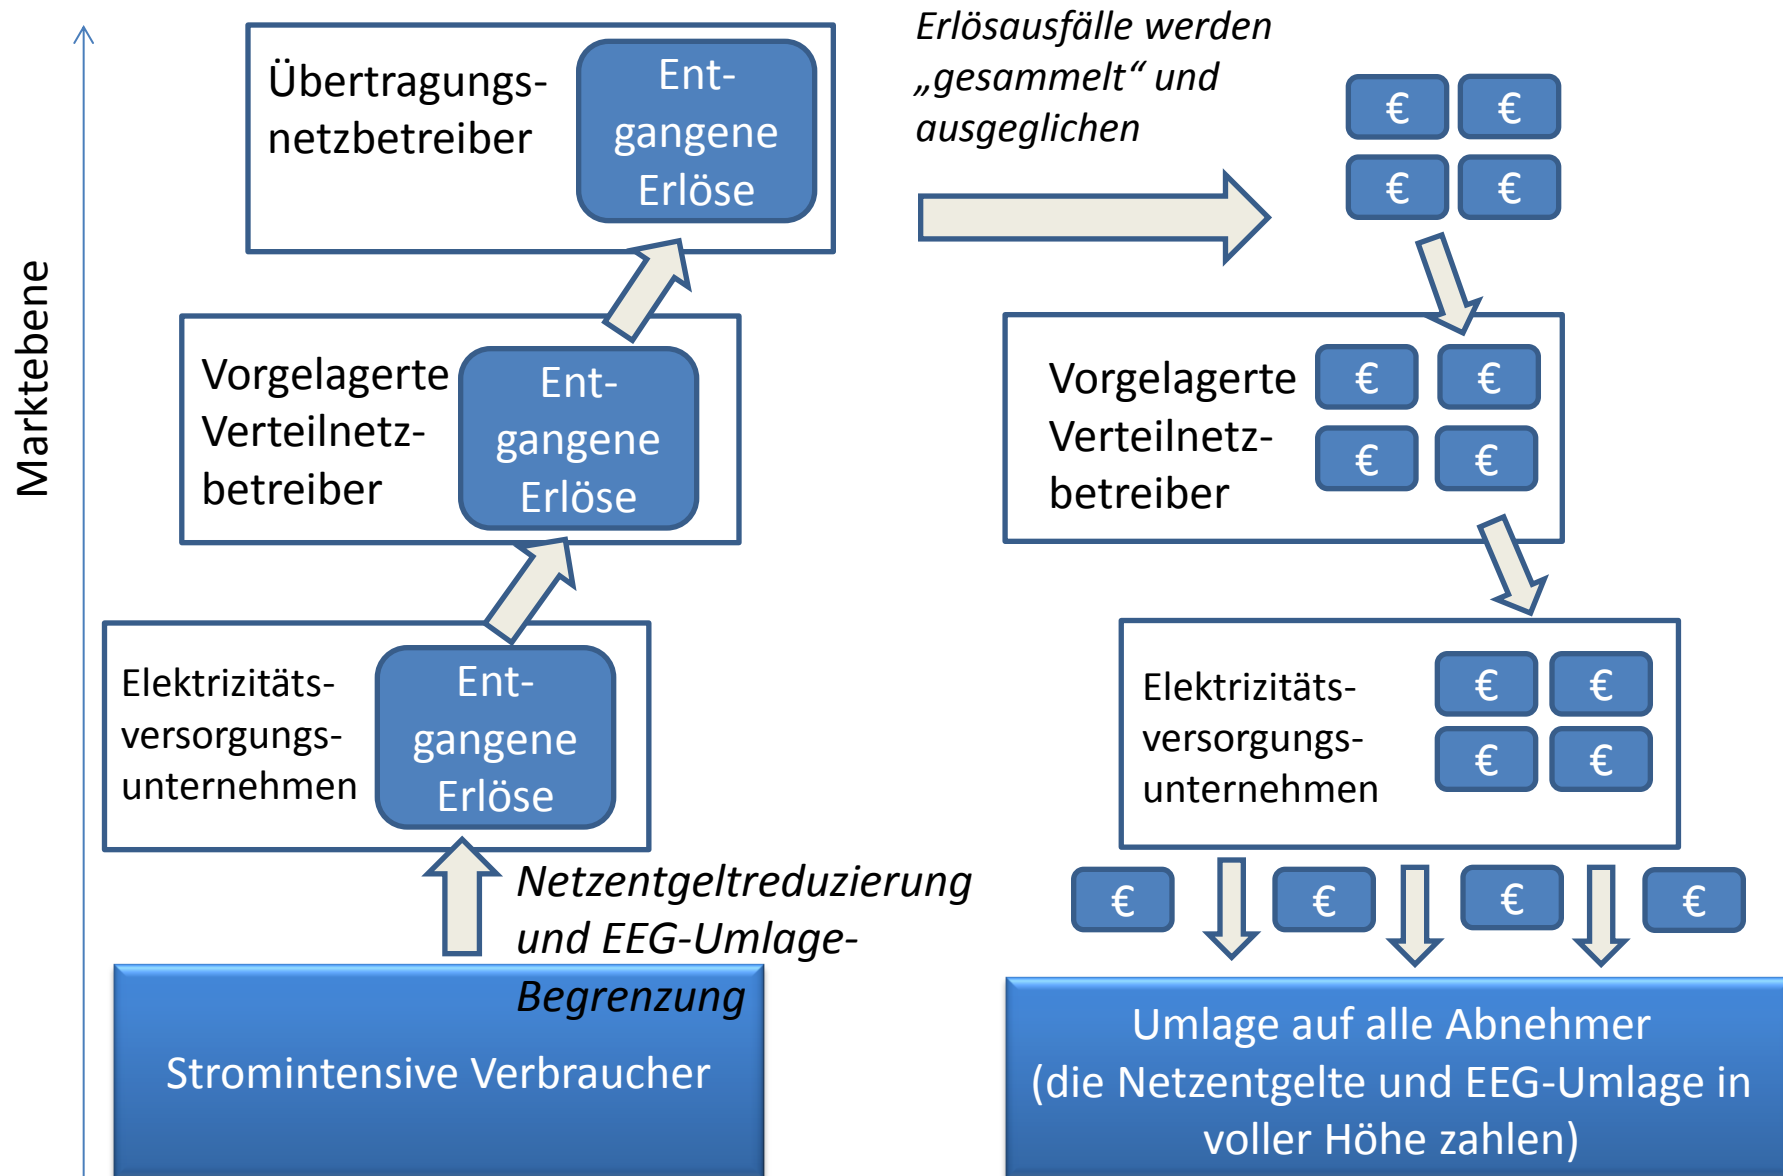 Marktebene
Übertragungs-
netzbetreiber
Ent-
gangene
Erlöse
Vorgelagerte
Verteilnetz-
betreiber
Ent-
gangene
Erlöse
Elektrizitäts-
versorgungs-
unternehmen
Ent-
gangene
Erlöse
Netzentgeltreduzierung
und EEG-Umlage-
Begrenzung
Stromintensive Verbraucher
Erlösausfälle werden
„gesammelt“ und
ausgeglichen
€ €
€ €
Vorgelagerte
Verteilnetz-
betreiber
€ €
€ €
Elektrizitäts-
versorgungs-
unternehmen
€ €
€ €
€ € € €
Umlage auf alle Abnehmer
(die Netzentgelte und EEG-Umlage in
voller Höhe zahlen)